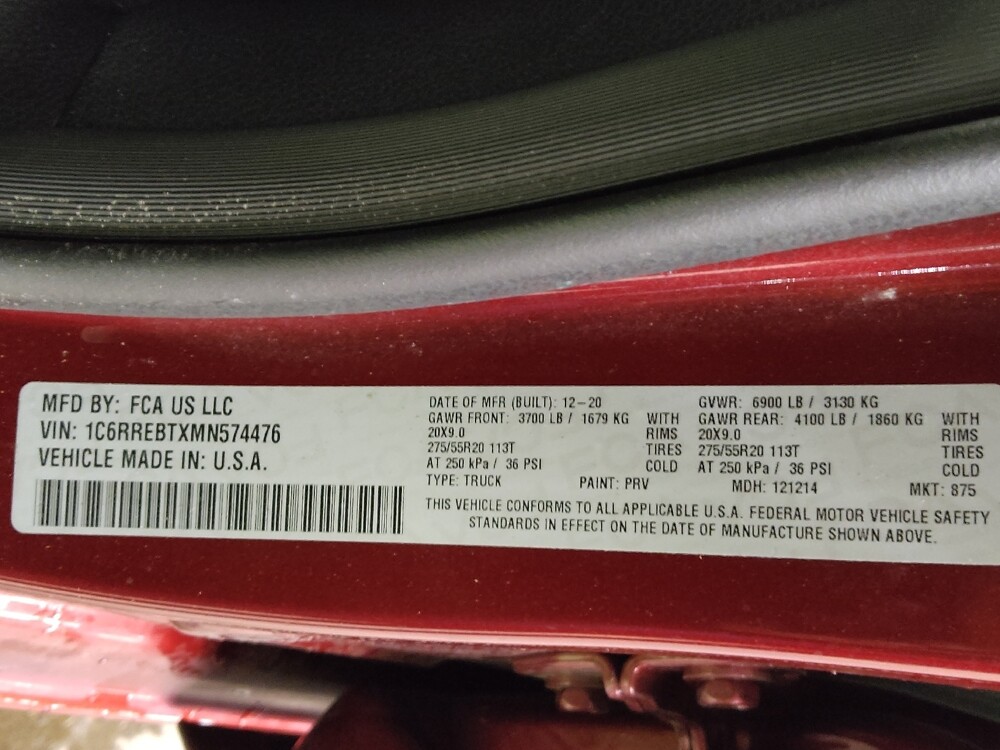 MFD BY: FCA US LLC
VIN: 1C6RREBTXMN574476
VEHICLE MADE IN: U.S.A.
DATE OF MFR (BUILT): 12-20
GAWR FRONT: 3700 LB / 1679 KG WITH
20X9.0 RIMS
275/55R20 113T TIRES
AT 250 kPa / 36 PSI COLD
TYPE: TRUCK PAINT: PRV
GVWR: 6900 LB / 3130 KG
GAWR REAR: 4100 LB / 1860 KG WITH
20X9.0 RIMS
275/55R20 113T TIRES
AT 250 kPa / 36 PSI COLD
MDH: 121214 MKT: 875
THIS VEHICLE CONFORMS TO ALL APPLICABLE U.S.A. FEDERAL MOTOR VEHICLE SAFETY
STANDARDS IN EFFECT ON THE DATE OF MANUFACTURE SHOWN ABOVE.